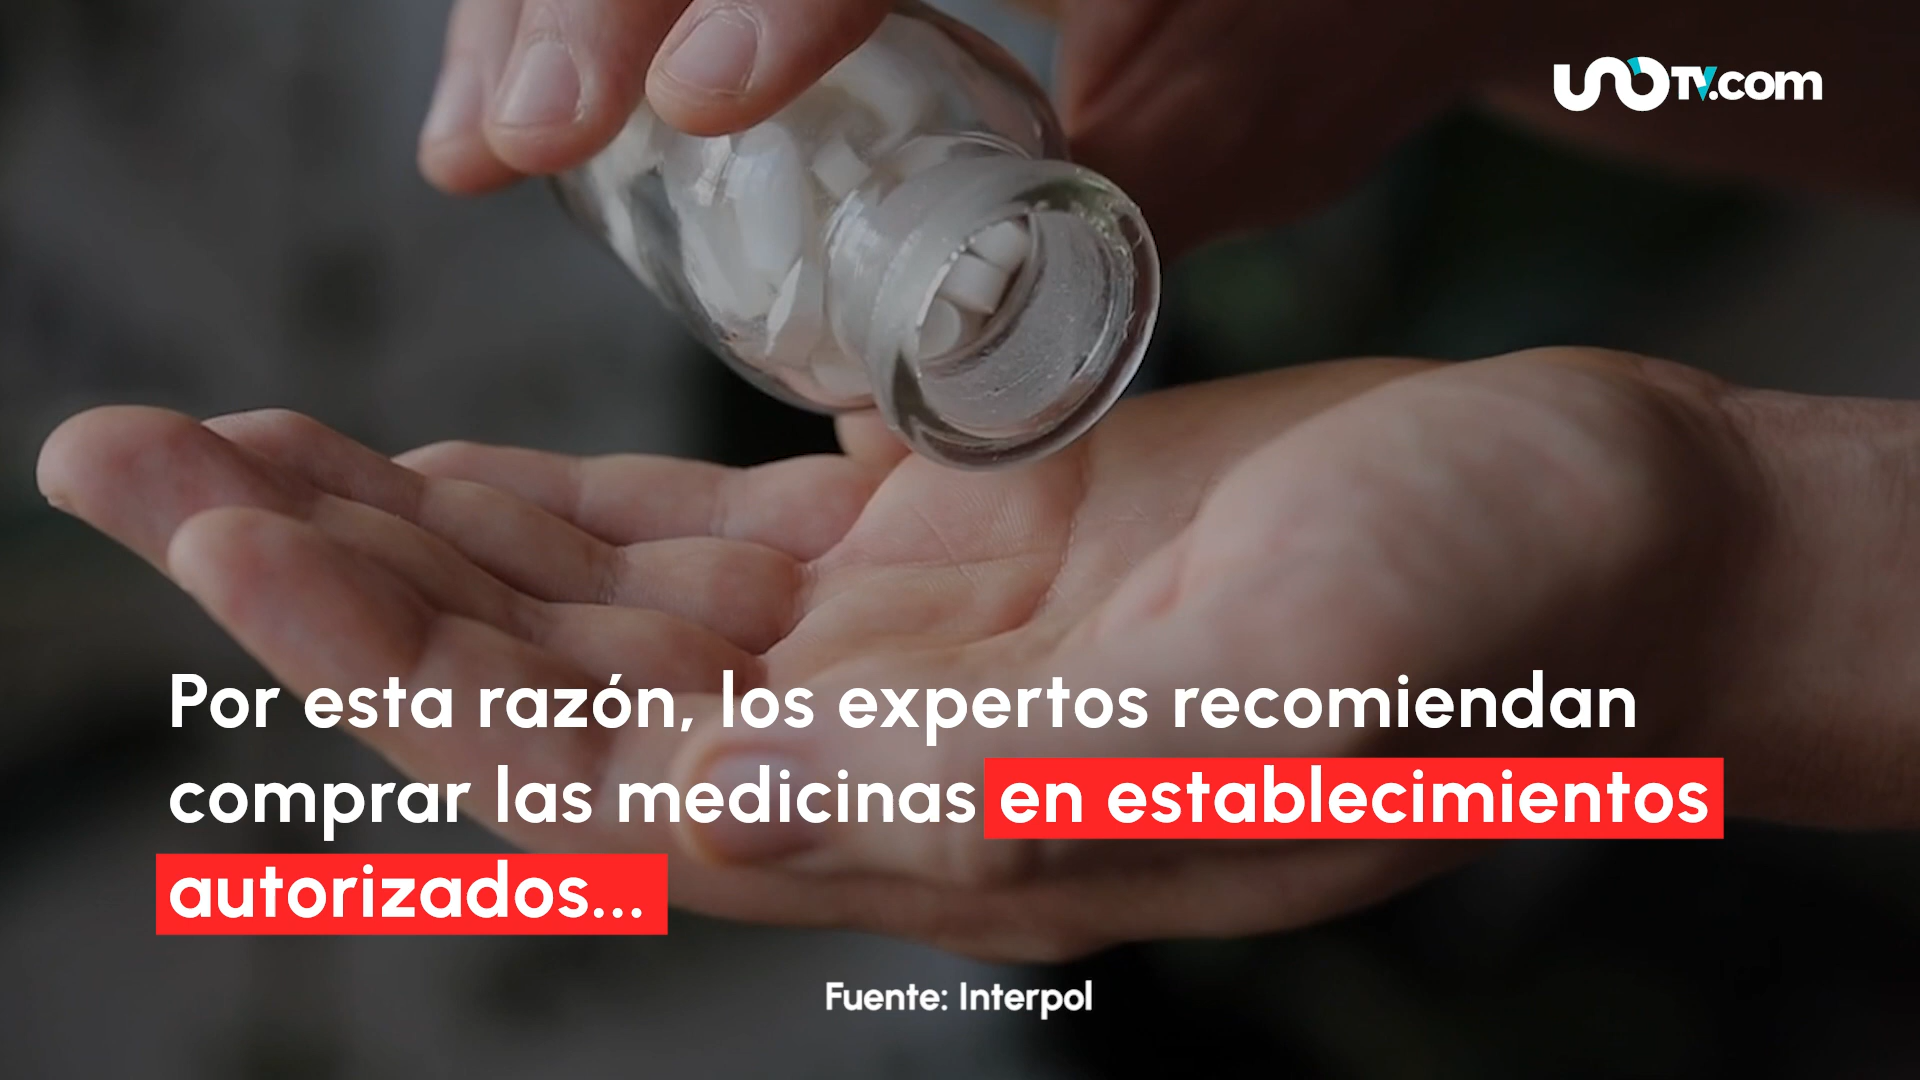 UNOTV.com
Por esta razón, los expertos recomiendan
comprar las medicinas en establecimientos
autorizados...
Fuente: Interpol